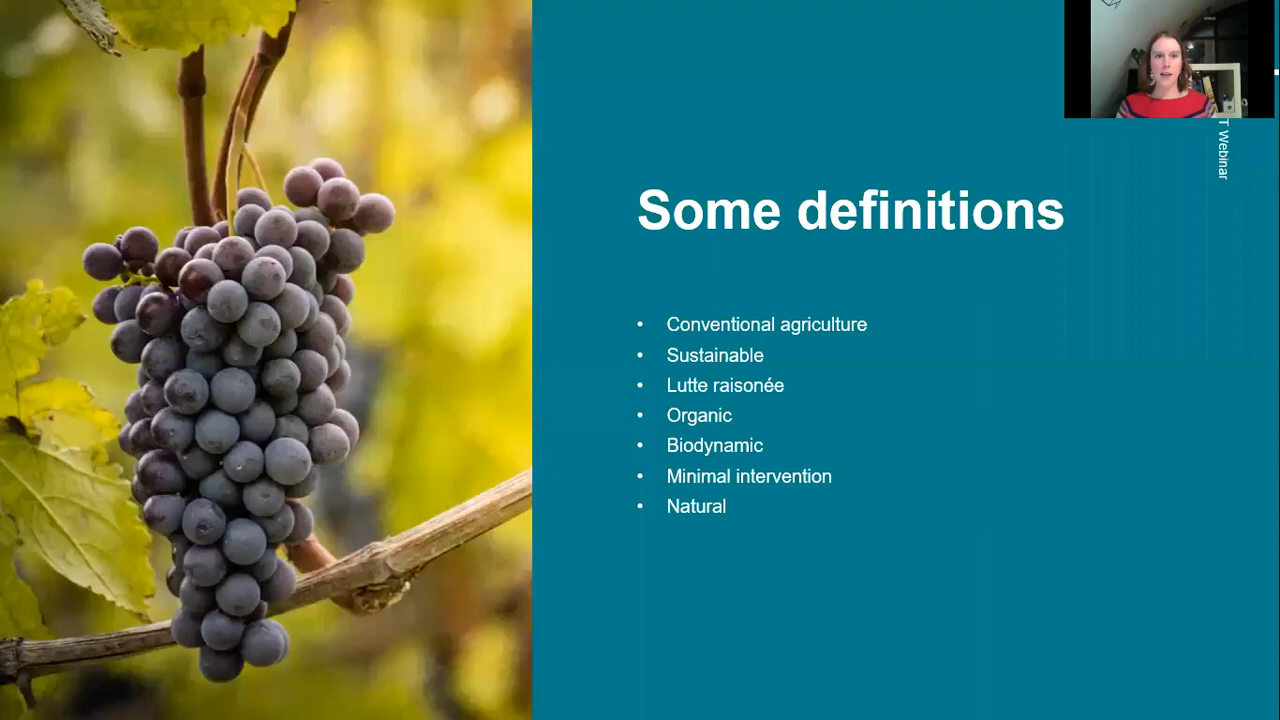 T Webinar
Some definitions
• Conventional agriculture
• Sustainable
• Lutte raisonée
• Organic
• Biodynamic
• Minimal intervention
• Natural